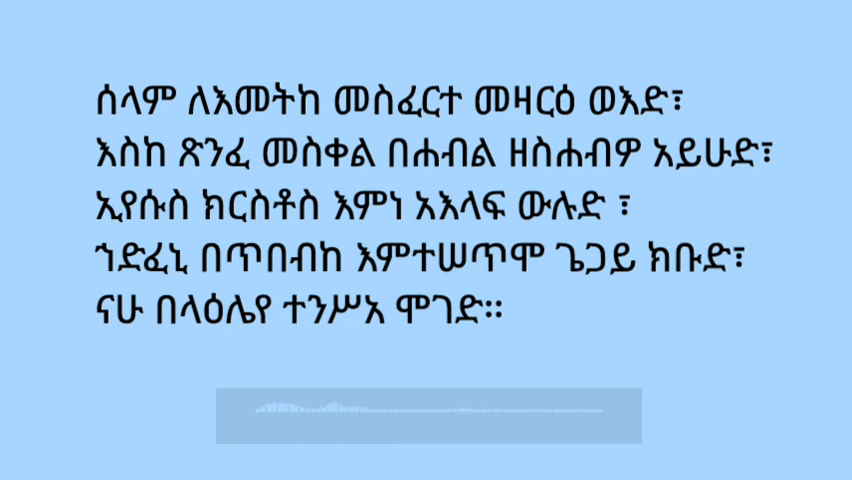 ሰላም ለእመትከ መስፈርተ መዛርዕ ወእድ፣
እስከ ጽንፈ መስቀል በሐብል ዘስሐብዎ አይሁድ፣
ኢየሱስ ክርስቶስ እምነ አእላፍ ውሉድ ፣
ኀድፈኒ በጥበብከ እምተሠጥሞ ጌጋይ ክቡድ፣
ናሁ በላዕሌየ ተንሥአ ሞገድ።